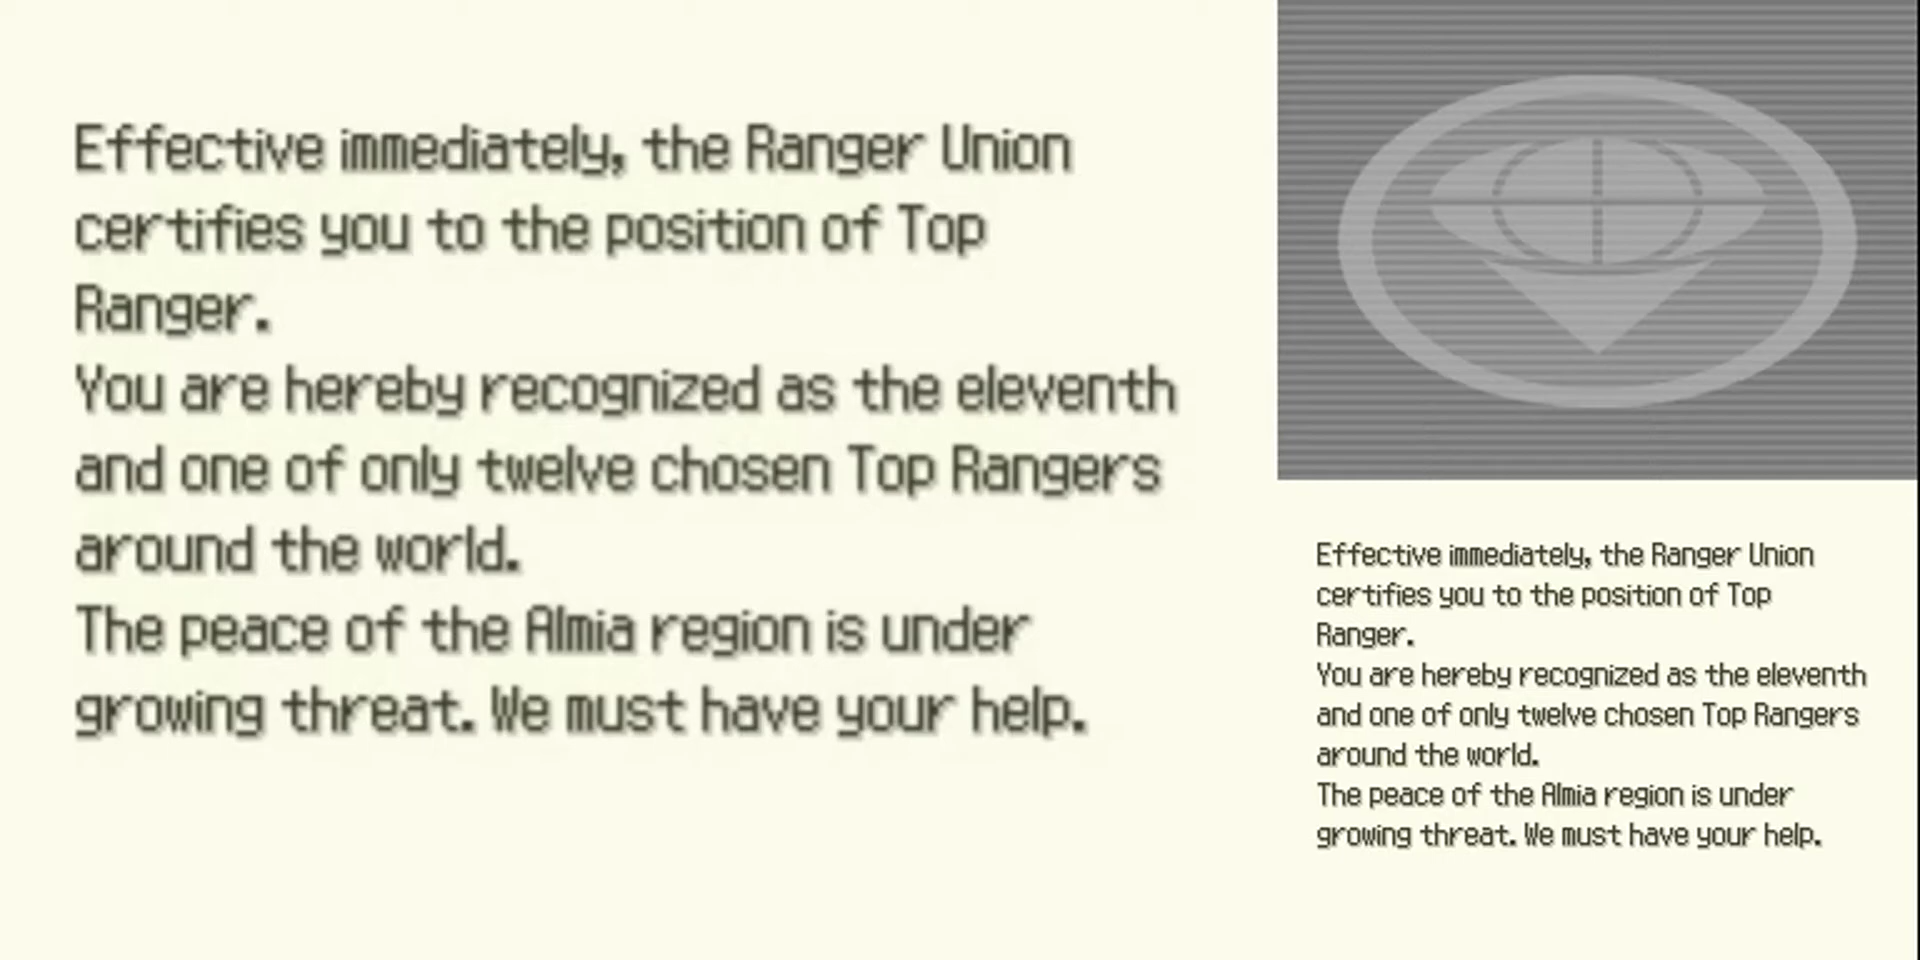 Effective immediately, the Ranger Union
certifies you to the position of Top
Ranger.
You are hereby recognized as the eleventh
and one of only twelve chosen Top Rangers
around the world.
The peace of the Almia region is under
growing threat. We must have your help.
Effective immediately, the Ranger Union
certifies you to the position of Top
Ranger.
You are hereby recognized as the eleventh
and one of only twelve chosen Top Rangers
around the world.
The peace of the Almia region is under
growing threat. We must have your help.